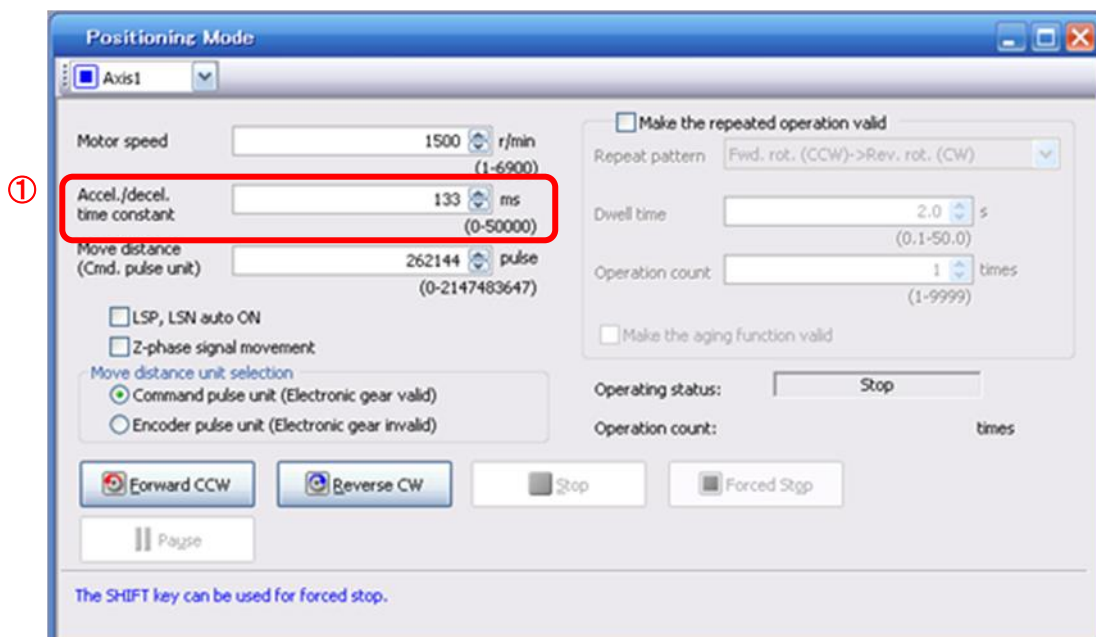 Positioning Mode
Axis1
Motor speed 1500 r/min
(1-6900)
①
Accel./decel.
time constant 133 ms
(0-50000)
Move distance
(Cmd. pulse unit) 262144 pulse
(0-2147483647)
LSP, LSN auto ON
Z-phase signal movement
Move distance unit selection
Command pulse unit (Electronic gear valid)
Encoder pulse unit (Electronic gear invalid)
Make the repeated operation valid
Repeat pattern Fwd. rot. (CCW)->Rev. rot. (CW)
Dwell time 2.0 s
(0.1-50.0)
Operation count 1 times
(1-9999)
Make the aging function valid
Operating status: Stop
Operation count: times
Forward CCW
Reverse CW
Stop
Forced Stop
Pause
The SHIFT key can be used for forced stop.